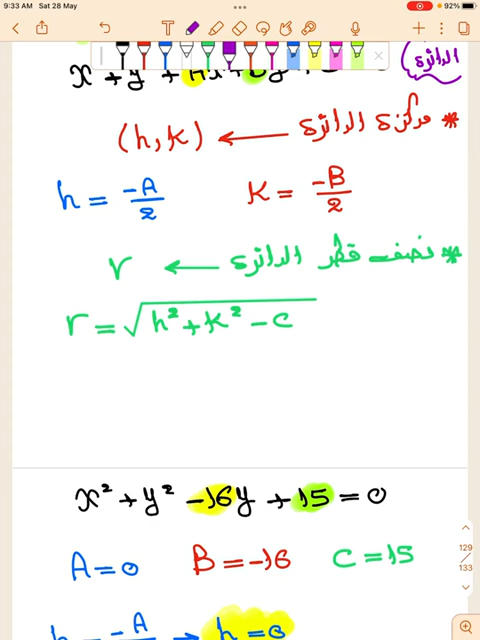 9:33 AM Sat 28 May
92%
الدائرة
* مركزة الدائرة ← (h, k)
h = -A/2 K = -B/2
* نصف قطر الدائرة ← r
r = √(h² + k² - c)
x² + y² - 16y + 15 = 0
A = 0 B = -16 C = 15
→ h = 0
129
133